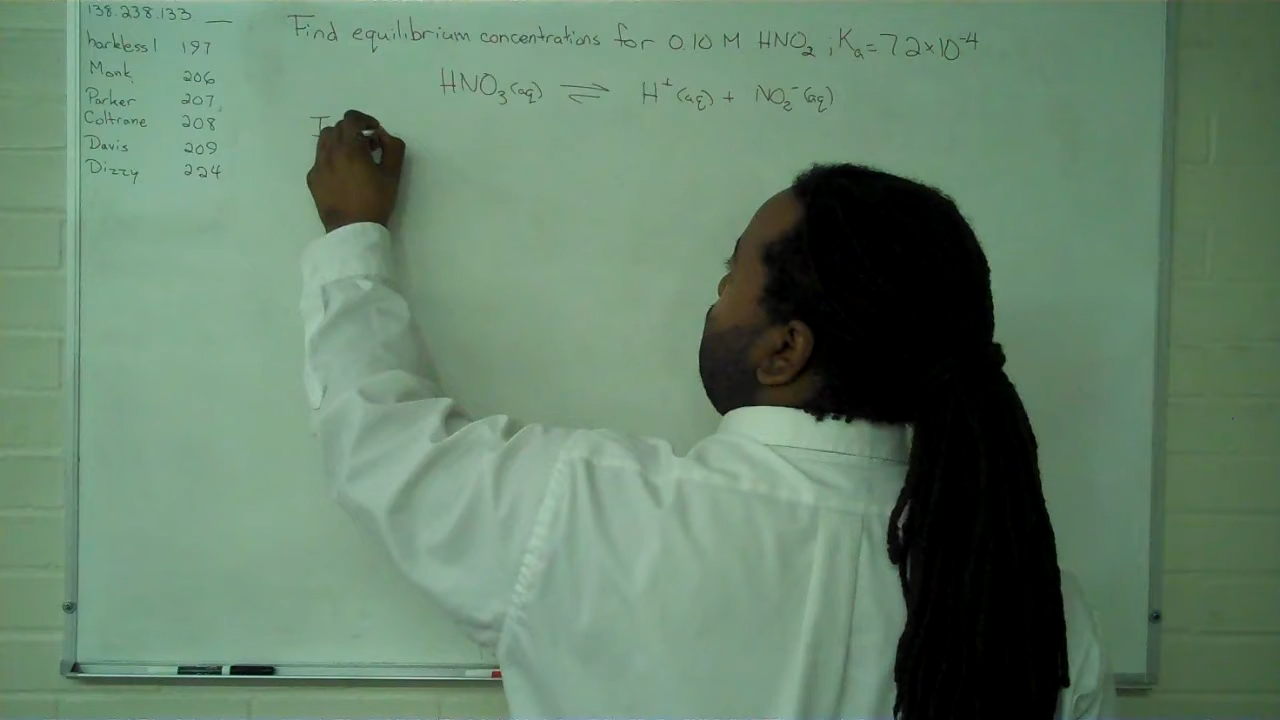 138.238.133 __
harkless1 197
Monk 206
Parker 207
Coltrane 208
Davis 209
Dizzy 224
Find equilibrium concentrations for 0.10 M HNO₂ ; Kₐ = 7.2×10⁻⁴
HNO₃(aq) ⇌ H⁺(aq) + NO₂⁻(aq)
I